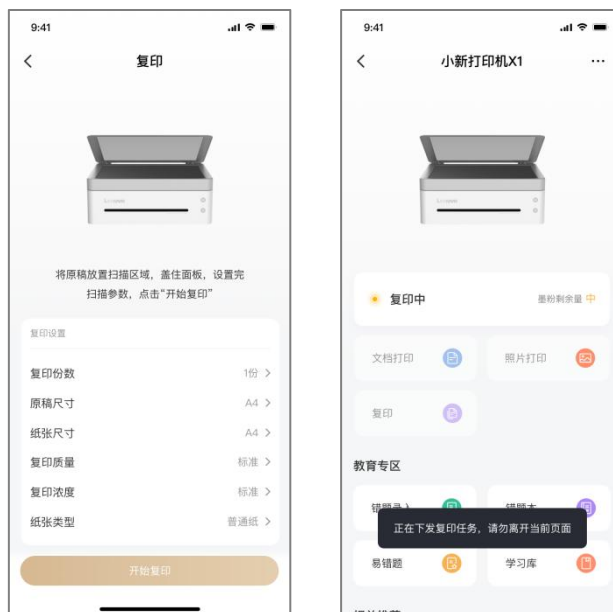 9:41
复印
将原稿放置扫描区域，盖住面板，设置完
扫描参数，点击“开始复印”
复印设置
复印份数 1份
原稿尺寸 A4
纸张尺寸 A4
复印质量 标准
复印浓度 标准
纸张类型 普通纸
开始复印
9:41
小新打印机X1
复印中 墨粉剩余量 中
文档打印 照片打印
复印
教育专区
错题录入 错题本
正在下发复印任务，请勿离开当前页面
易错题 学习库